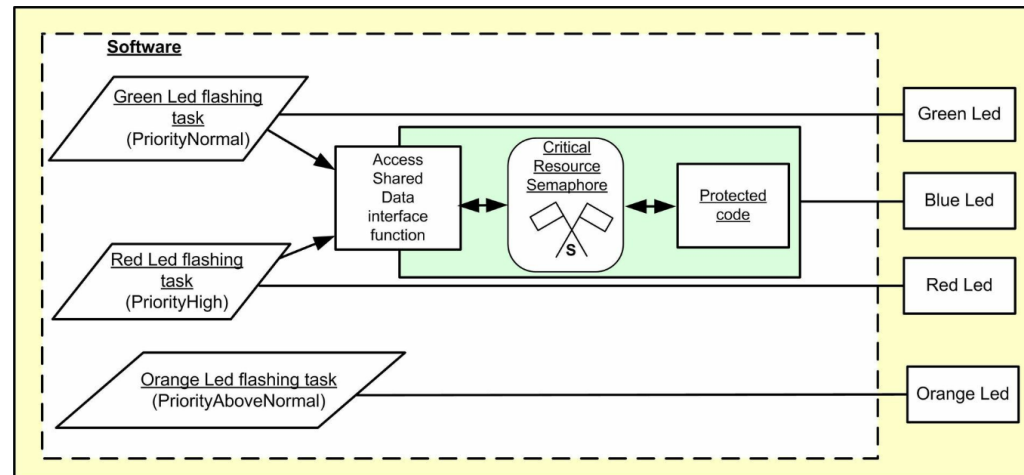 Software
Green Led flashing
task
(PriorityNormal)
Green Led
Access
Shared
Data
interface
function
Critical
Resource
Semaphore
S
Protected
code
Blue Led
Red Led flashing
task
(PriorityHigh)
Red Led
Orange Led flashing task
(PriorityAboveNormal)
Orange Led